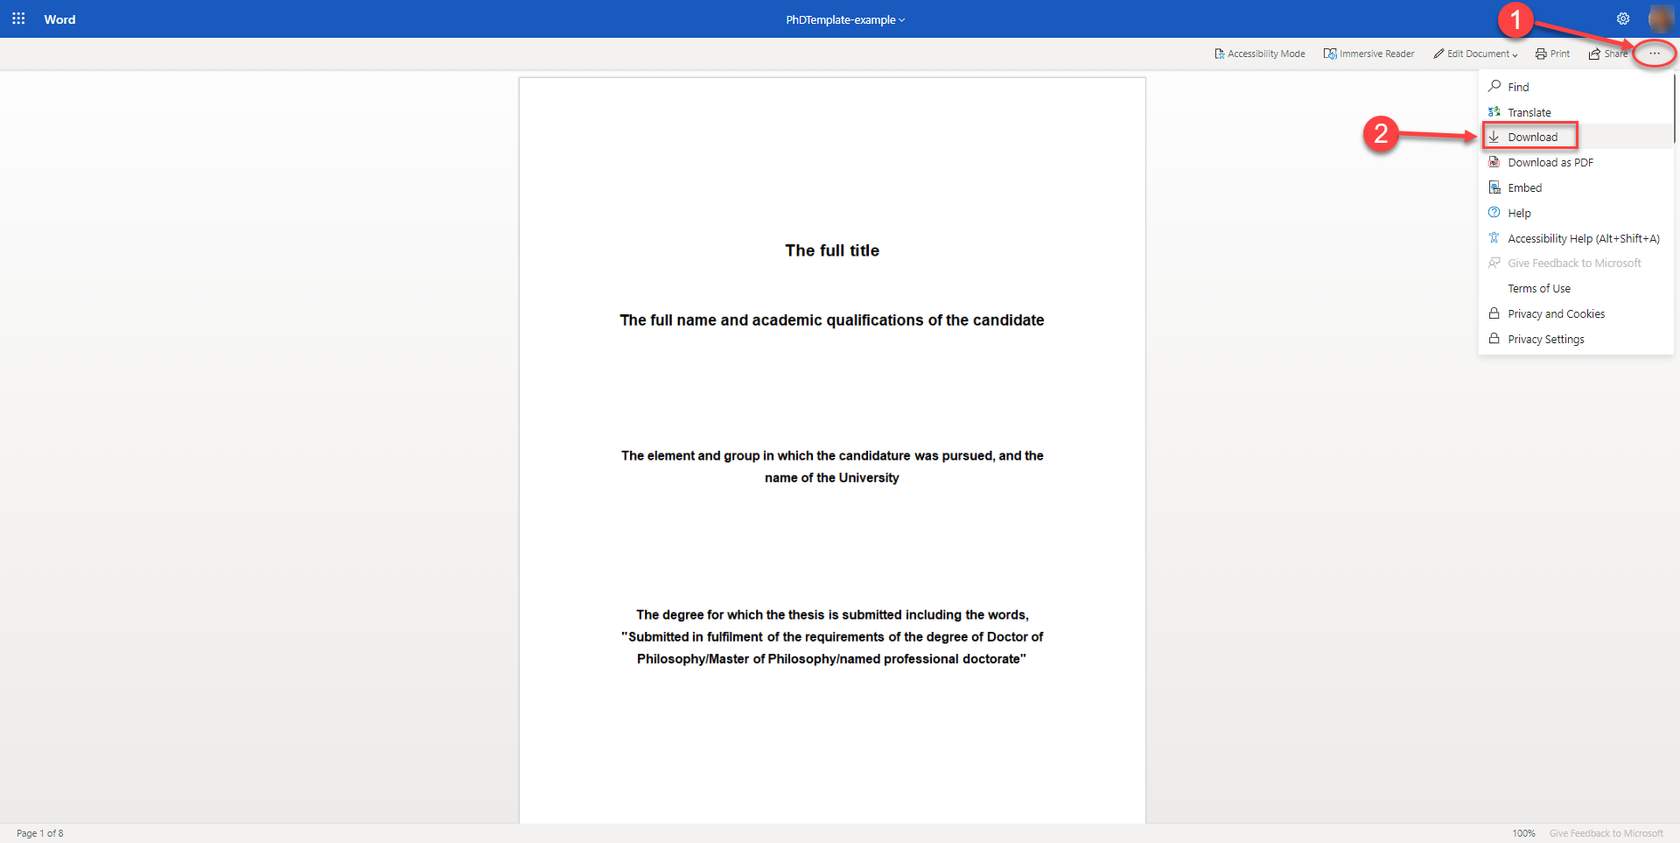 Word
PhDTemplate-example
1
Accessibility Mode
Immersive Reader
Edit Document
Print
Share
...
Find
Translate
2
Download
Download as PDF
Embed
Help
Accessibility Help (Alt+Shift+A)
Give Feedback to Microsoft
Terms of Use
Privacy and Cookies
Privacy Settings
The full title
The full name and academic qualifications of the candidate
The element and group in which the candidature was pursued, and the
name of the University
The degree for which the thesis is submitted including the words,
"Submitted in fulfilment of the requirements of the degree of Doctor of
Philosophy/Master of Philosophy/named professional doctorate"
Page 1 of 8
100%
Give Feedback to Microsoft